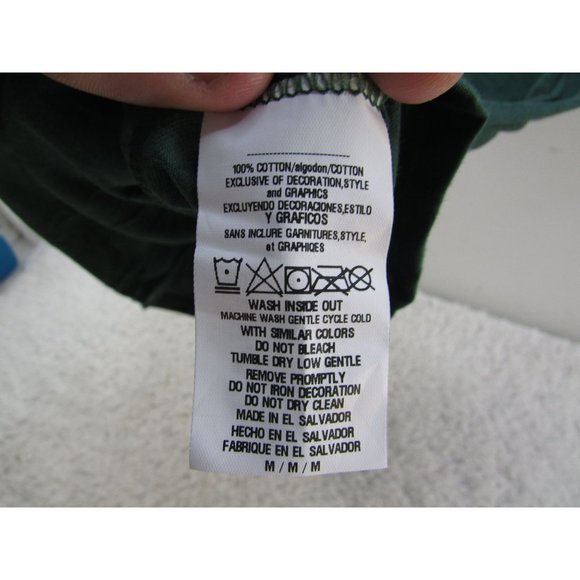 100% COTTON/algodon/COTTON
EXCLUSIVE OF DECORATION,STYLE
and GRAPHICS
EXCLUYENDO DECORACIONES,ESTILO
Y GRAFICOS
SANS INCLURE GARNITURES,STYLE,
et GRAPHIQES
WASH INSIDE OUT
MACHINE WASH GENTLE CYCLE COLD
WITH SIMILAR COLORS
DO NOT BLEACH
TUMBLE DRY LOW GENTLE
REMOVE PROMPTLY
DO NOT IRON DECORATION
DO NOT DRY CLEAN
MADE IN EL SALVADOR
HECHO EN EL SALVADOR
FABRIQUE EN EL SALVADOR
M / M / M